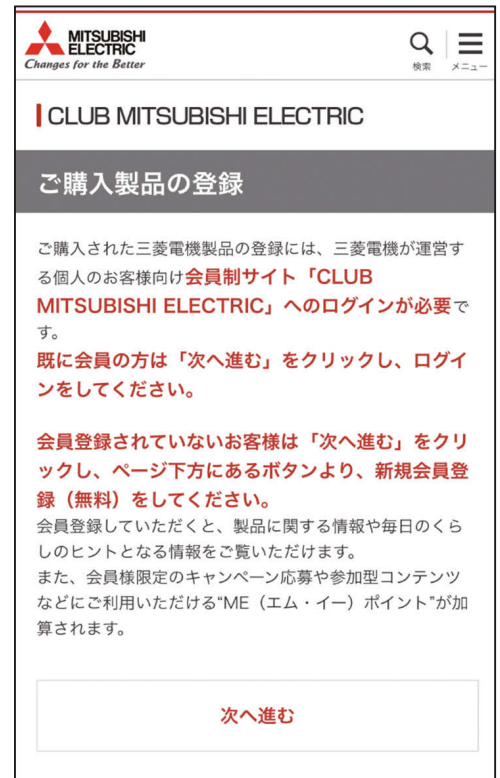 MITSUBISHI
ELECTRIC
Changes for the Better
検索
メニュー
CLUB MITSUBISHI ELECTRIC
ご購入製品の登録
ご購入された三菱電機製品の登録には、三菱電機が運営す
る個人のお客様向け会員制サイト「CLUB
MITSUBISHI ELECTRIC」へのログインが必要で
す。
既に会員の方は「次へ進む」をクリックし、ログイ
ンをしてください。
会員登録されていないお客様は「次へ進む」をクリ
ックし、ページ下方にあるボタンより、新規会員登
録（無料）をしてください。
会員登録していただくと、製品に関する情報や毎日のくら
しのヒントとなる情報をご覧いただけます。
また、会員様限定のキャンペーン応募や参加型コンテンツ
などにご利用いただける“ME（エム・イー）ポイント”が加
算されます。
次へ進む